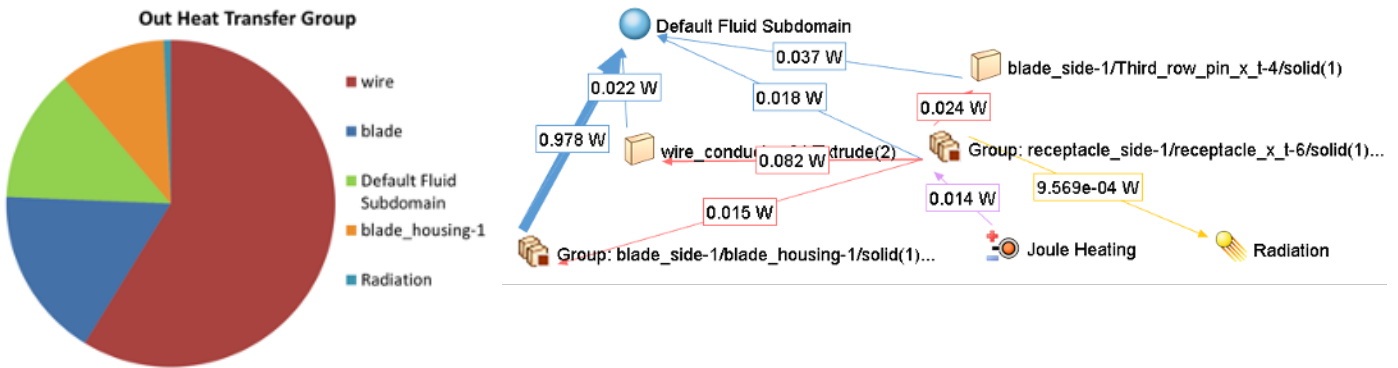 Out Heat Transfer Group
wire
blade
Default Fluid
Subdomain
blade_housing-1
Radiation
Default Fluid Subdomain
0.037 W
blade_side-1/Third_row_pin_x_t-4/solid(1)
0.022 W
0.018 W
0.024 W
0.978 W
wire_conducto Extrude(2)
0.082 W
Group: receptacle_side-1/receptacle_x_t-6/solid(1)...
9.569e-04 W
0.015 W
0.014 W
Group: blade_side-1/blade_housing-1/solid(1)...
Joule Heating
Radiation